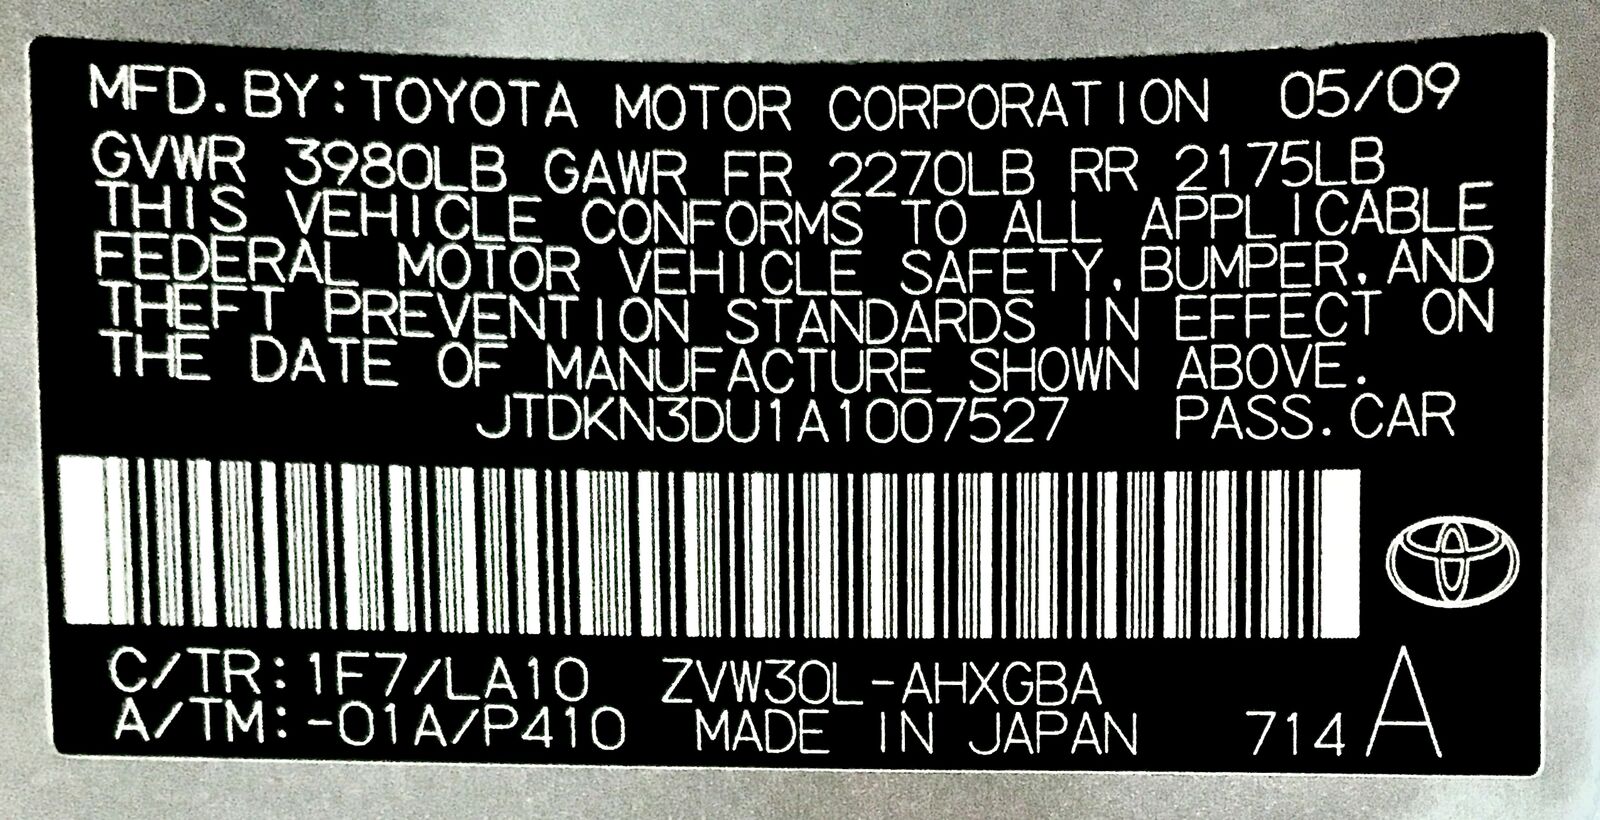 MFD. BY: TOYOTA MOTOR CORPORATION 05/09
GVWR 3980LB GAWR FR 2270LB RR 2175LB
THIS VEHICLE CONFORMS TO ALL APPLICABLE
FEDERAL MOTOR VEHICLE SAFETY, BUMPER, AND
THEFT PREVENTION STANDARDS IN EFFECT ON
THE DATE OF MANUFACTURE SHOWN ABOVE.
JTDKN3DU1A1007527 PASS. CAR
C/TR: 1F7/LA10 ZVW30L-AHXGBA
A/TM: -01A/P410 MADE IN JAPAN 714 A